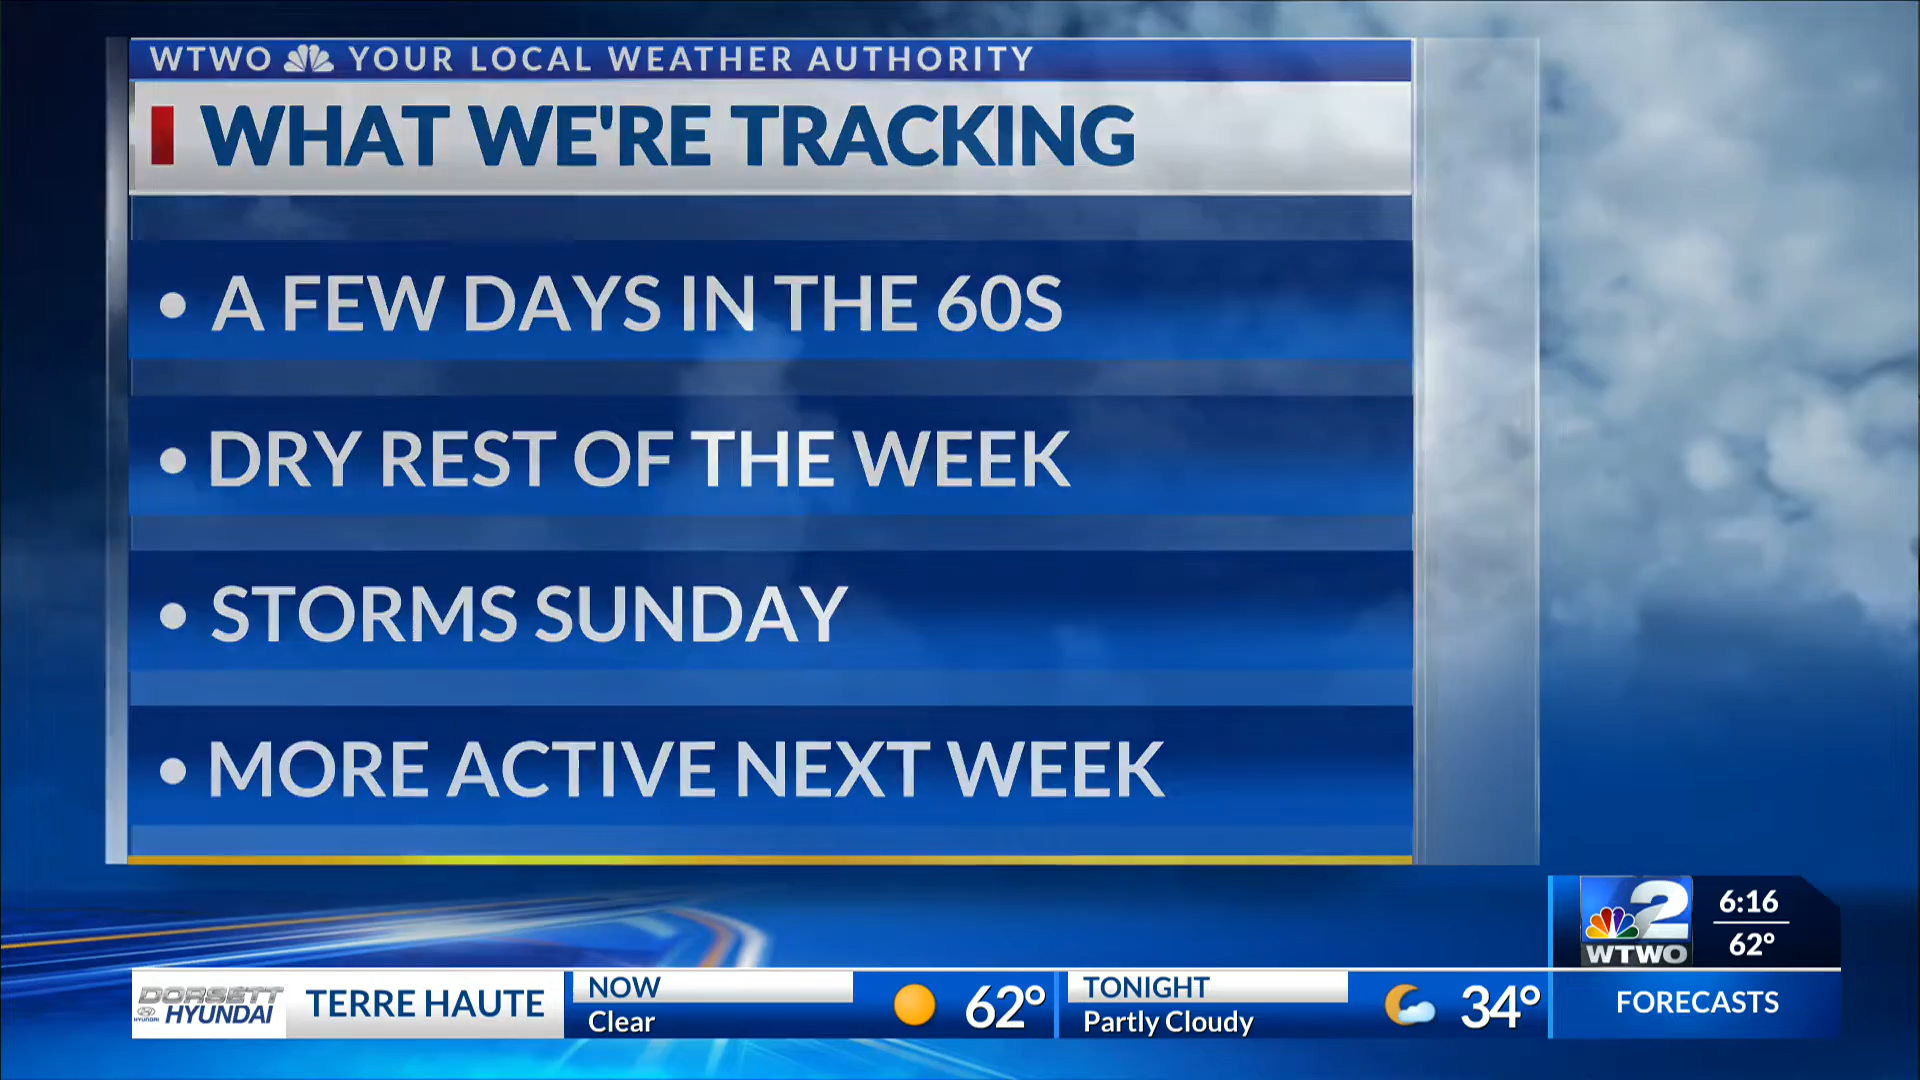 WTWO YOUR LOCAL WEATHER AUTHORITY
WHAT WE'RE TRACKING
• A FEW DAYS IN THE 60S
• DRY REST OF THE WEEK
• STORMS SUNDAY
• MORE ACTIVE NEXT WEEK
2
WTWO
6:16
62°
DORSETT
HYUNDAI HYUNDAI
TERRE HAUTE
NOW
Clear
62°
TONIGHT
Partly Cloudy
34°
FORECASTS